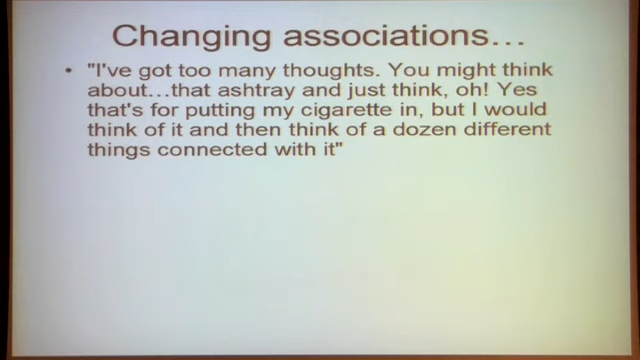 Changing associations…
• "I've got too many thoughts. You might think
about…that ashtray and just think, oh! Yes
that's for putting my cigarette in, but I would
think of it and then think of a dozen different
things connected with it"